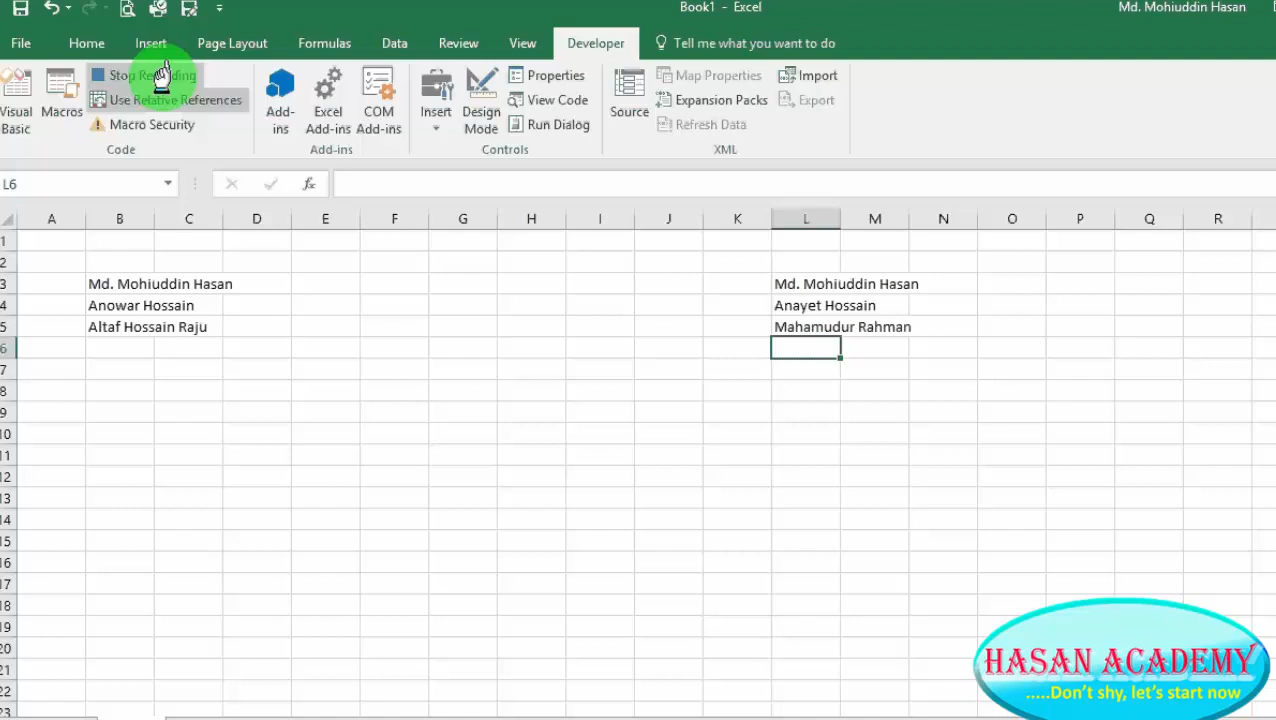 Book1 - Excel
Md. Mohiuddin Hasan
File Home Insert Page Layout Formulas Data Review View Developer Tell me what you want to do
Visual Basic
Macros
Stop Recording
Use Relative References
Macro Security
Code
Add-ins
Excel Add-ins
COM Add-ins
Add-ins
Insert
Design Mode
Properties
View Code
Run Dialog
Controls
Source
Map Properties
Expansion Packs
Refresh Data
Import
Export
XML
L6
fx
A B C D E F G H I J K L M N O P Q R
1
2
3 Md. Mohiuddin Hasan Md. Mohiuddin Hasan
4 Anowar Hossain Anayet Hossain
5 Altaf Hossain Raju Mahamudur Rahman
6
7
8
9
10
11
12
13
14
15
16
17
18
19
20
21
22
23
HASAN ACADEMY
.....Don't shy, let's start now